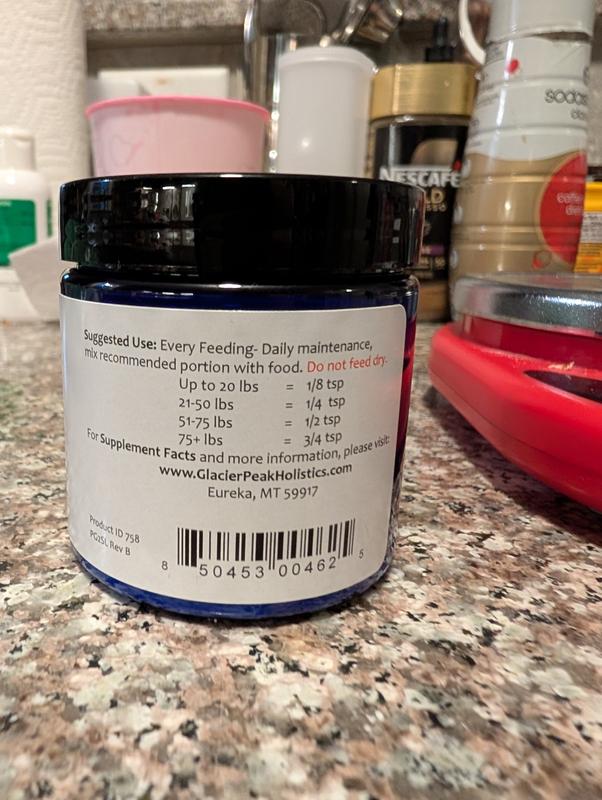 NESCAFÉ
Suggested Use: Every Feeding- Daily maintenance,
mix recommended portion with food. Do not feed dry.
Up to 20 lbs = 1/8 tsp
21-50 lbs = 1/4 tsp
51-75 lbs = 1/2 tsp
75+ lbs = 3/4 tsp
For Supplement Facts and more information, please visit:
www.GlacierPeakHolistics.com
Eureka, MT 59917
Product ID 758
PG2SL Rev B
8 50453 00462 5